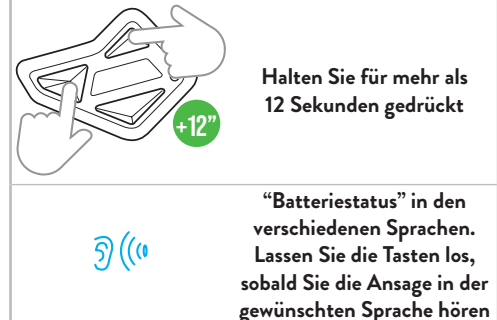 Halten Sie für mehr als
12 Sekunden gedrückt
+12”
“Batteriestatus” in den
verschiedenen Sprachen.
Lassen Sie die Tasten los,
sobald Sie die Ansage in der
gewünschten Sprache hören